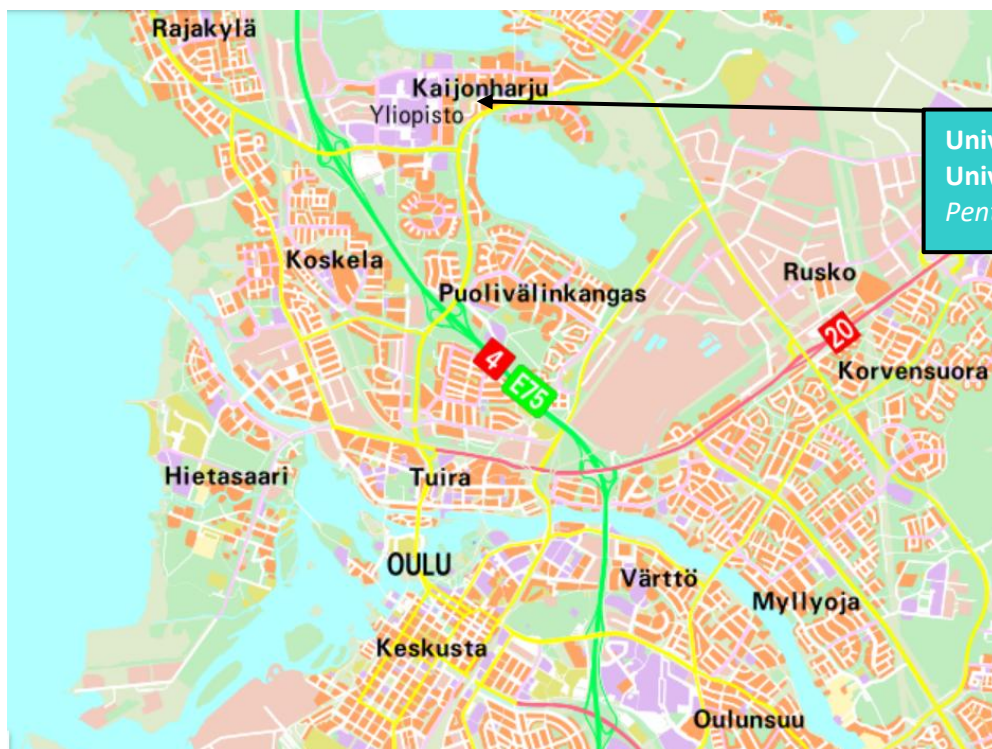 Rajakylä
Kaijonharju
Yliopisto
Koskela
Puolivälinkangas
Rusko
20
4
E75
Korvensuora
Hietasaari
Tuira
OULU
Värttö
Myllyoja
Keskusta
Oulunsuu
Univ
Univ
Pent